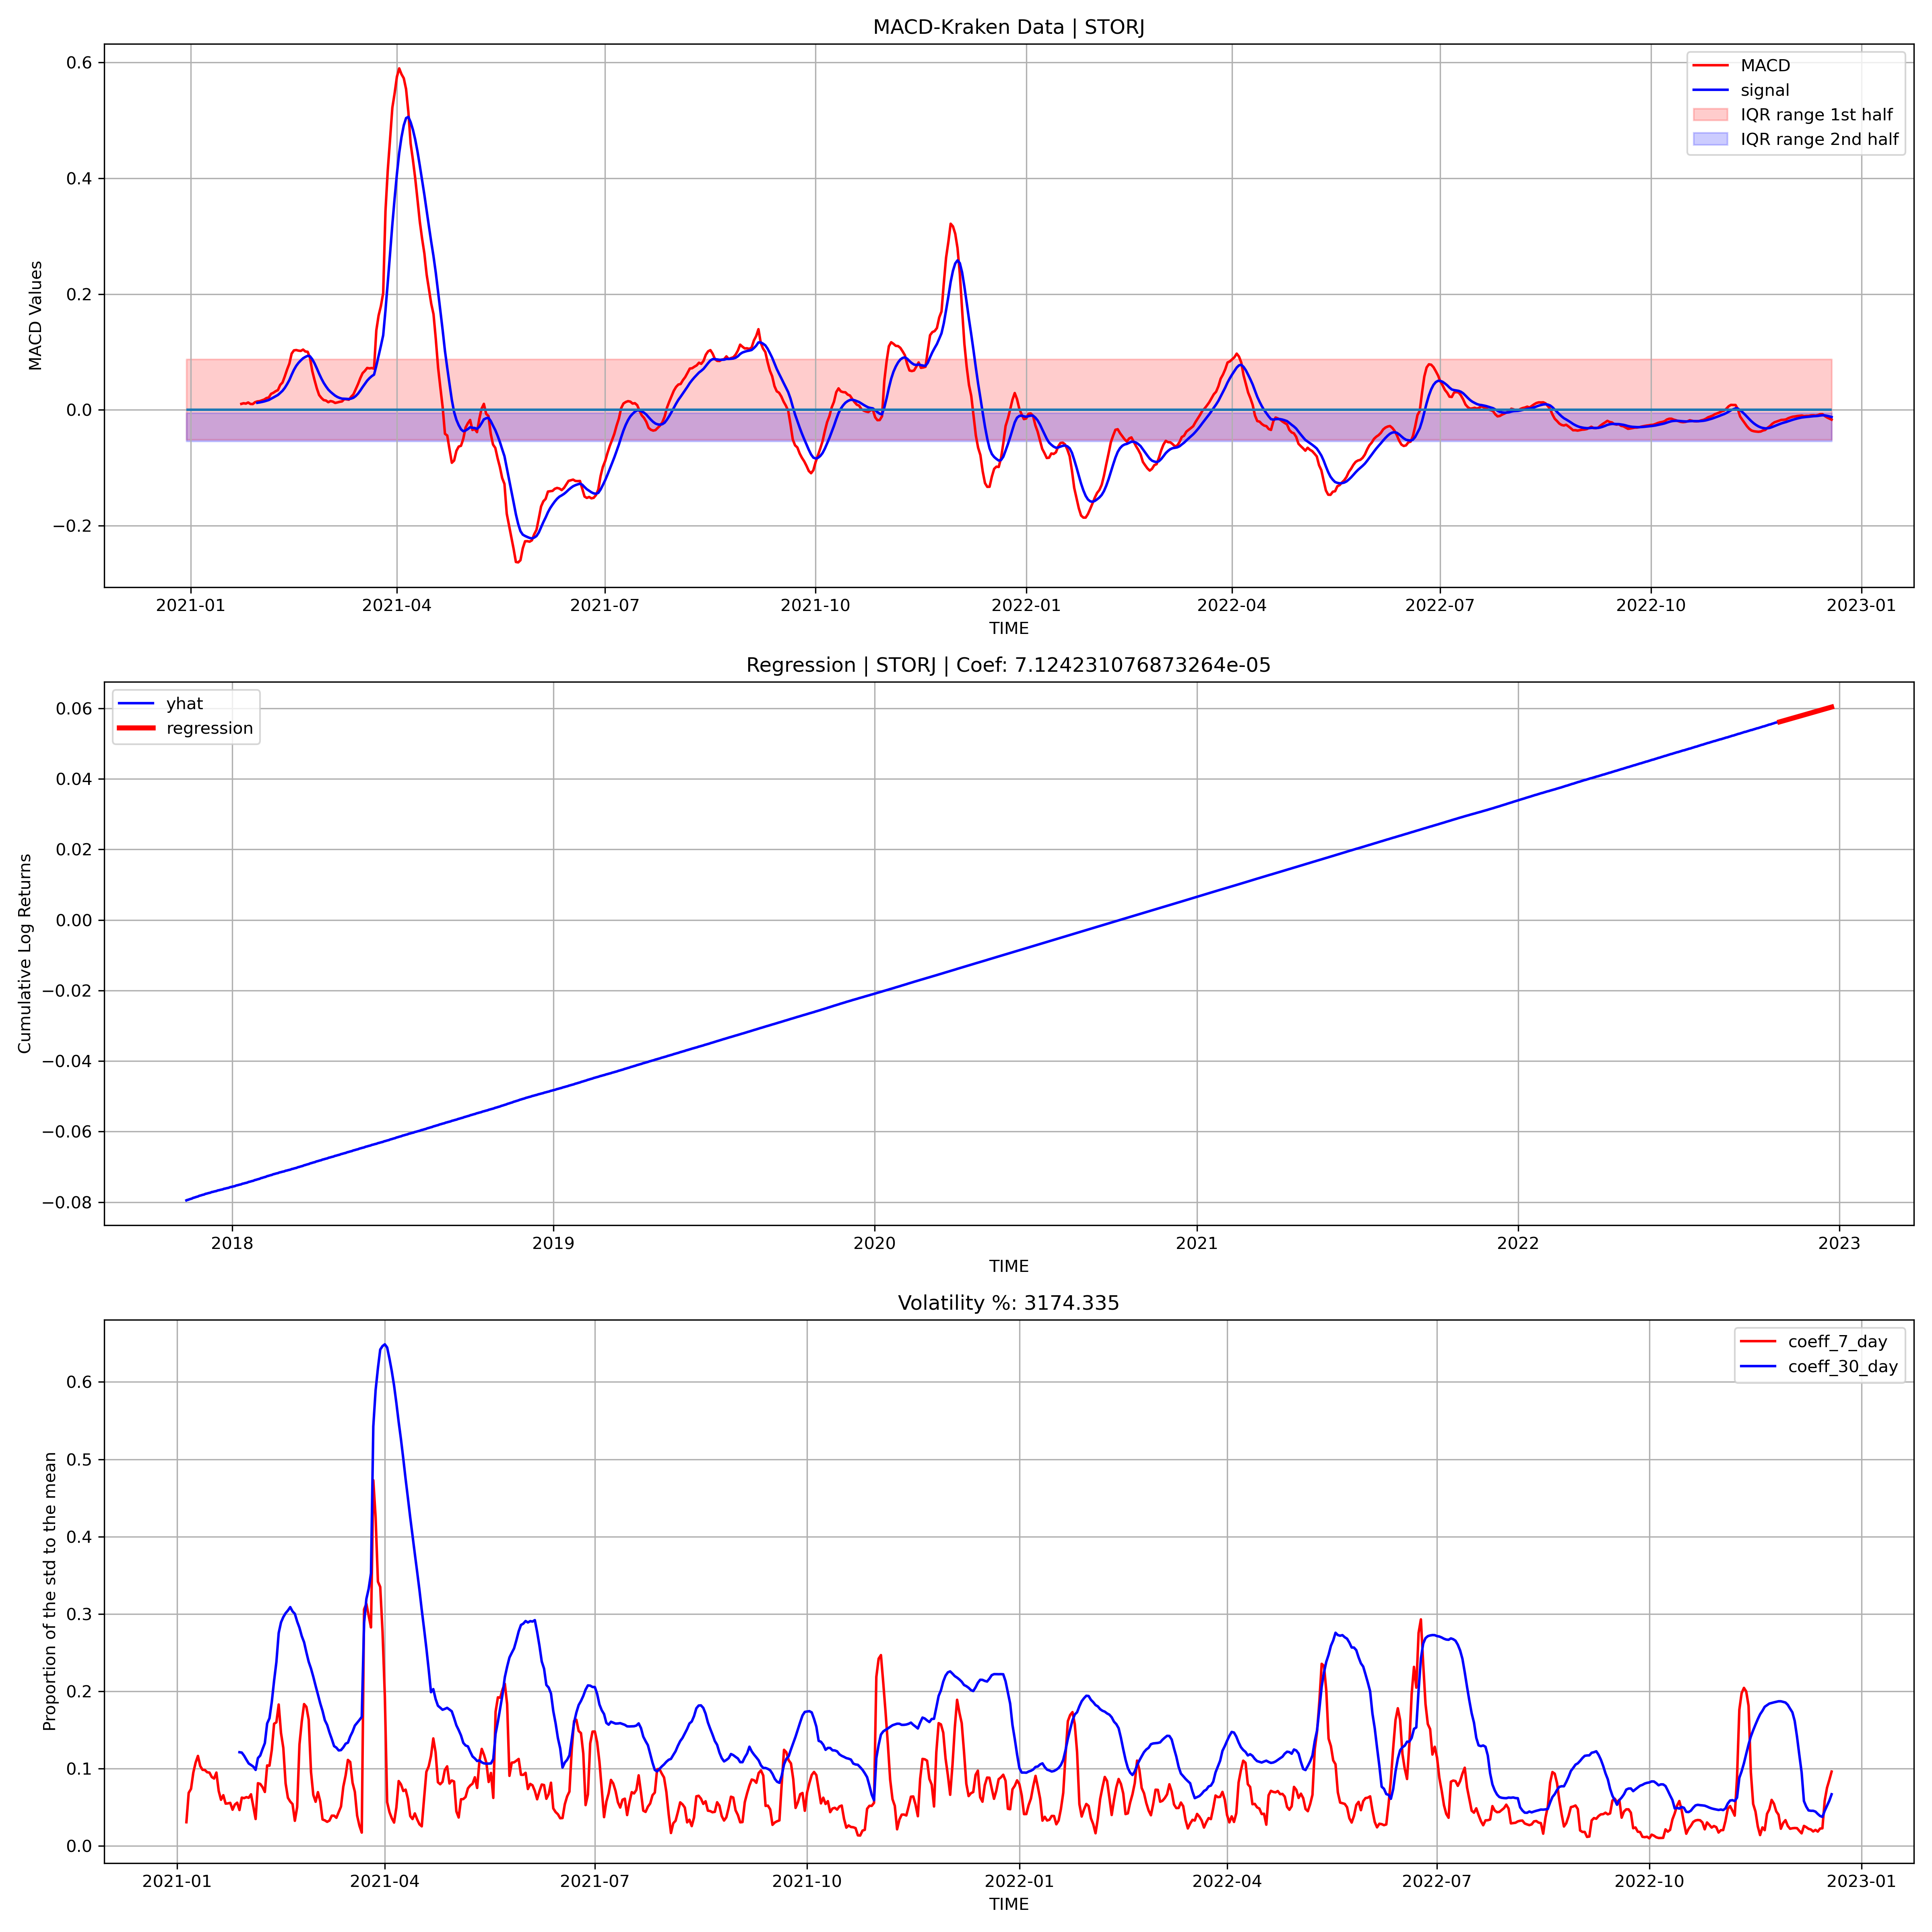 MACD-Kraken Data | STORJ
MACD
signal
IQR range 1st half
IQR range 2nd half
MACD Values
0.6
0.4
0.2
0.0
−0.2
2021-01 2021-04 2021-07 2021-10 2022-01 2022-04 2022-07 2022-10 2023-01
TIME
Regression | STORJ | Coef: 7.124231076873264e-05
yhat
regression
Cumulative Log Returns
0.06
0.04
0.02
0.00
−0.02
−0.04
−0.06
−0.08
2018 2019 2020 2021 2022 2023
TIME
Volatility %: 3174.335
coeff_7_day
coeff_30_day
Proportion of the std to the mean
0.6
0.5
0.4
0.3
0.2
0.1
0.0
2021-01 2021-04 2021-07 2021-10 2022-01 2022-04 2022-07 2022-10 2023-01
TIME